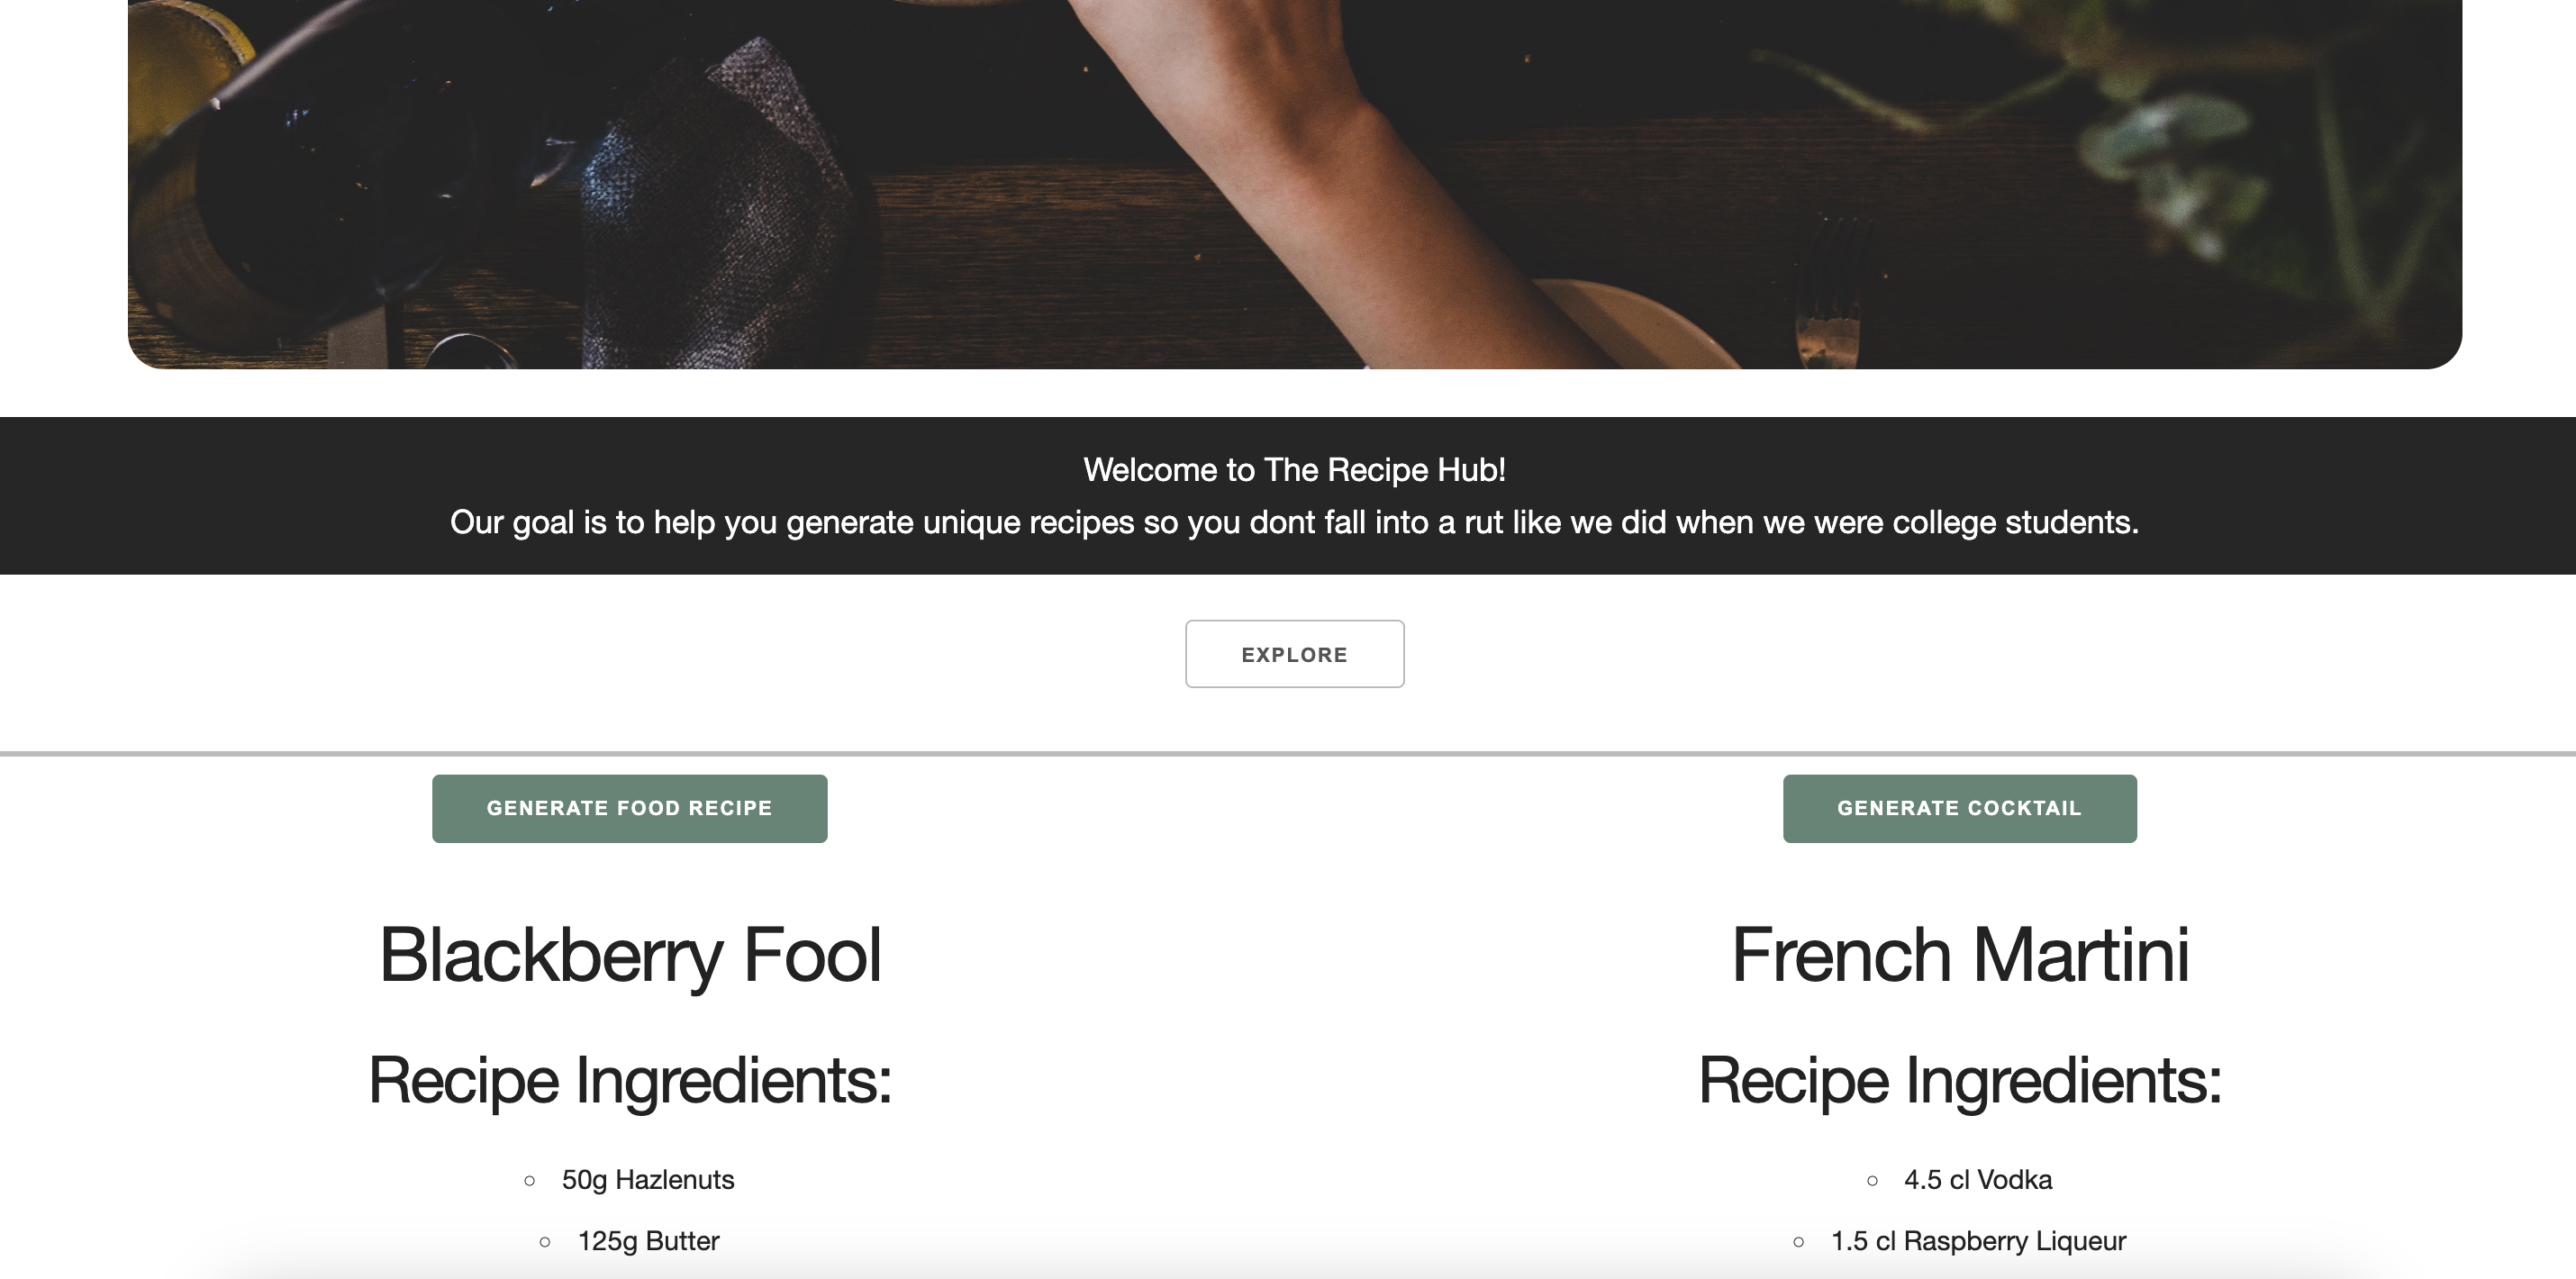 Welcome to The Recipe Hub!
Our goal is to help you generate unique recipes so you dont fall into a rut like we did when we were college students.
EXPLORE
GENERATE FOOD RECIPE
Blackberry Fool
Recipe Ingredients:
50g Hazlenuts
125g Butter
GENERATE COCKTAIL
French Martini
Recipe Ingredients:
4.5 cl Vodka
1.5 cl Raspberry Liqueur